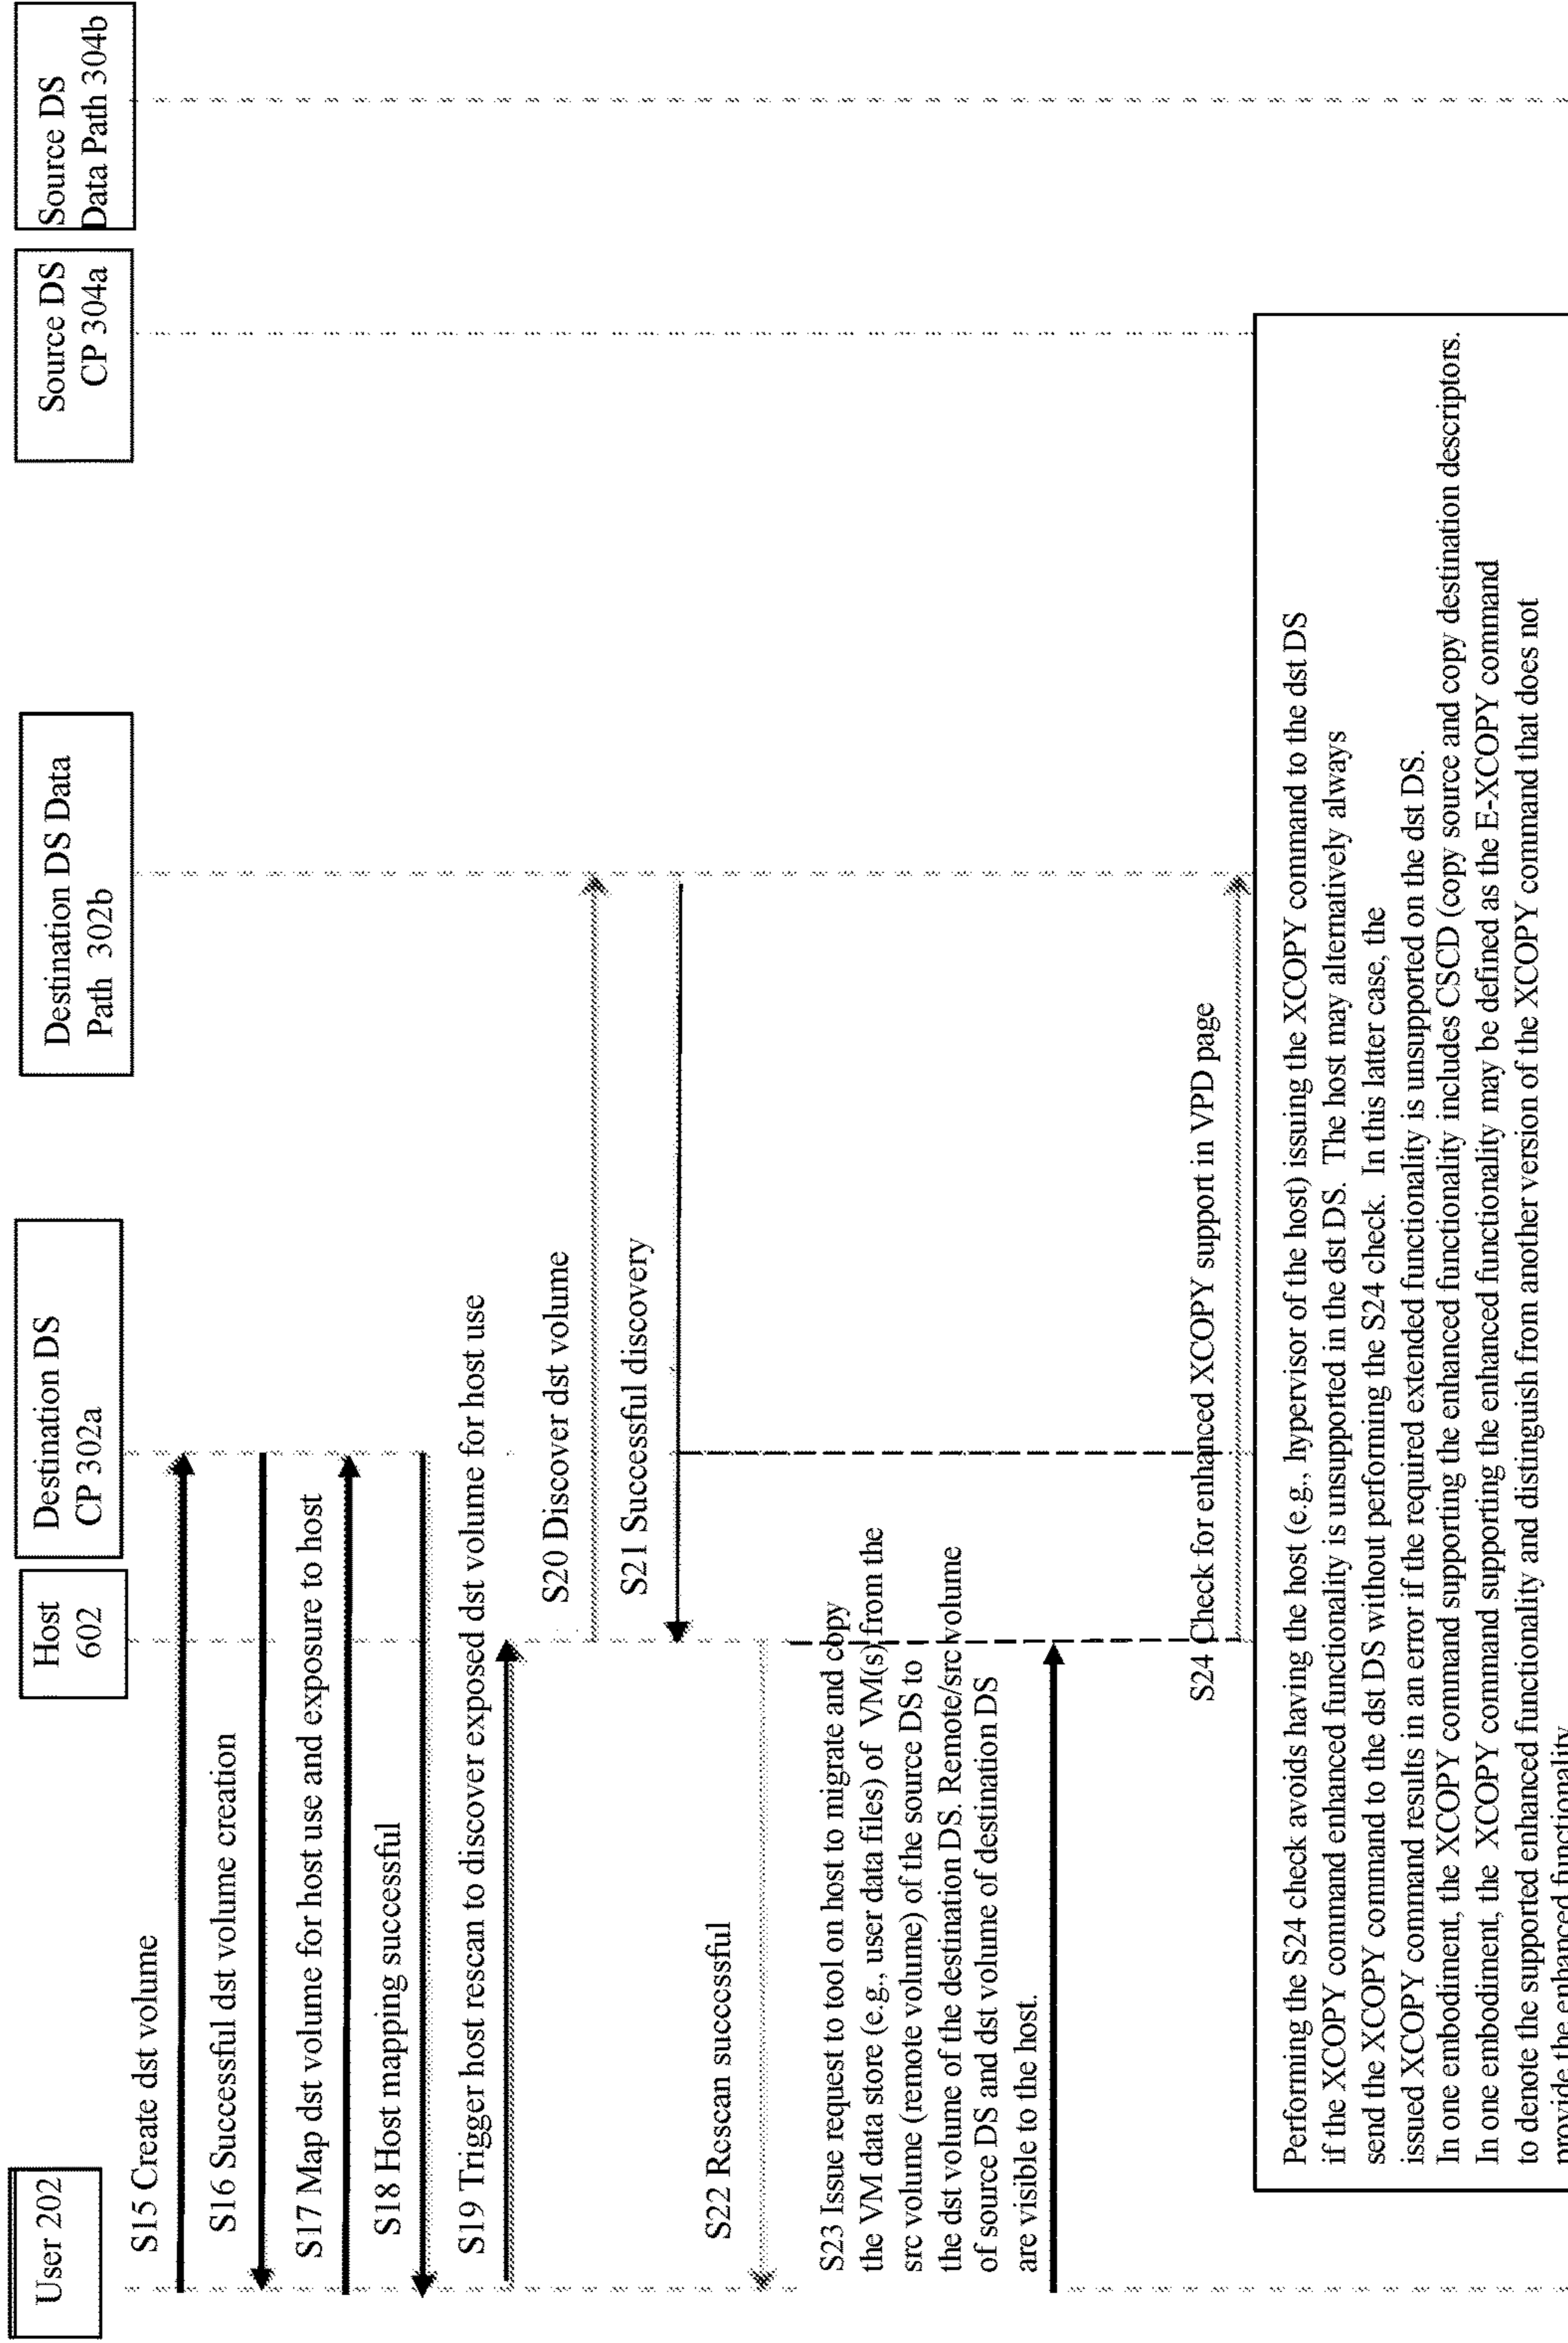 User 202
Host
602
Destination DS
CP 302a
Destination DS Data
Path 302b
Source DS
CP 304a
Source DS
Data Path 304b
S15 Create dst volume
S16 Successful dst volume creation
S17 Map dst volume for host use and exposure to host
S18 Host mapping successful
S19 Trigger host rescan to discover exposed dst volume for host use
S20 Discover dst volume
S21 Successful discovery
S22 Rescan successful
S23 Issue request to tool on host to migrate and copy
the VM data store (e.g., user data files) of VM(s) from the
src volume (remote volume) of the source DS to
the dst volume of the destination DS. Remote/src volume
of source DS and dst volume of destination DS
are visible to the host.
S24 Check for enhanced XCOPY support in VPD page
Performing the S24 check avoids having the host (e.g., hypervisor of the host) issuing the XCOPY command to the dst DS
if the XCOPY command enhanced functionality is unsupported in the dst DS. The host may alternatively always
send the XCOPY command to the dst DS without performing the S24 check. In this latter case, the
issued XCOPY command results in an error if the required extended functionality is unsupported on the dst DS.
In one embodiment, the XCOPY command supporting the enhanced functionality includes CSCD (copy source and copy destination descriptors.
In one embodiment, the XCOPY command supporting the enhanced functionality may be defined as the E-XCOPY command
to denote the supported enhanced functionality and distinguish from another version of the XCOPY command that does not
provide the enhanced functionality